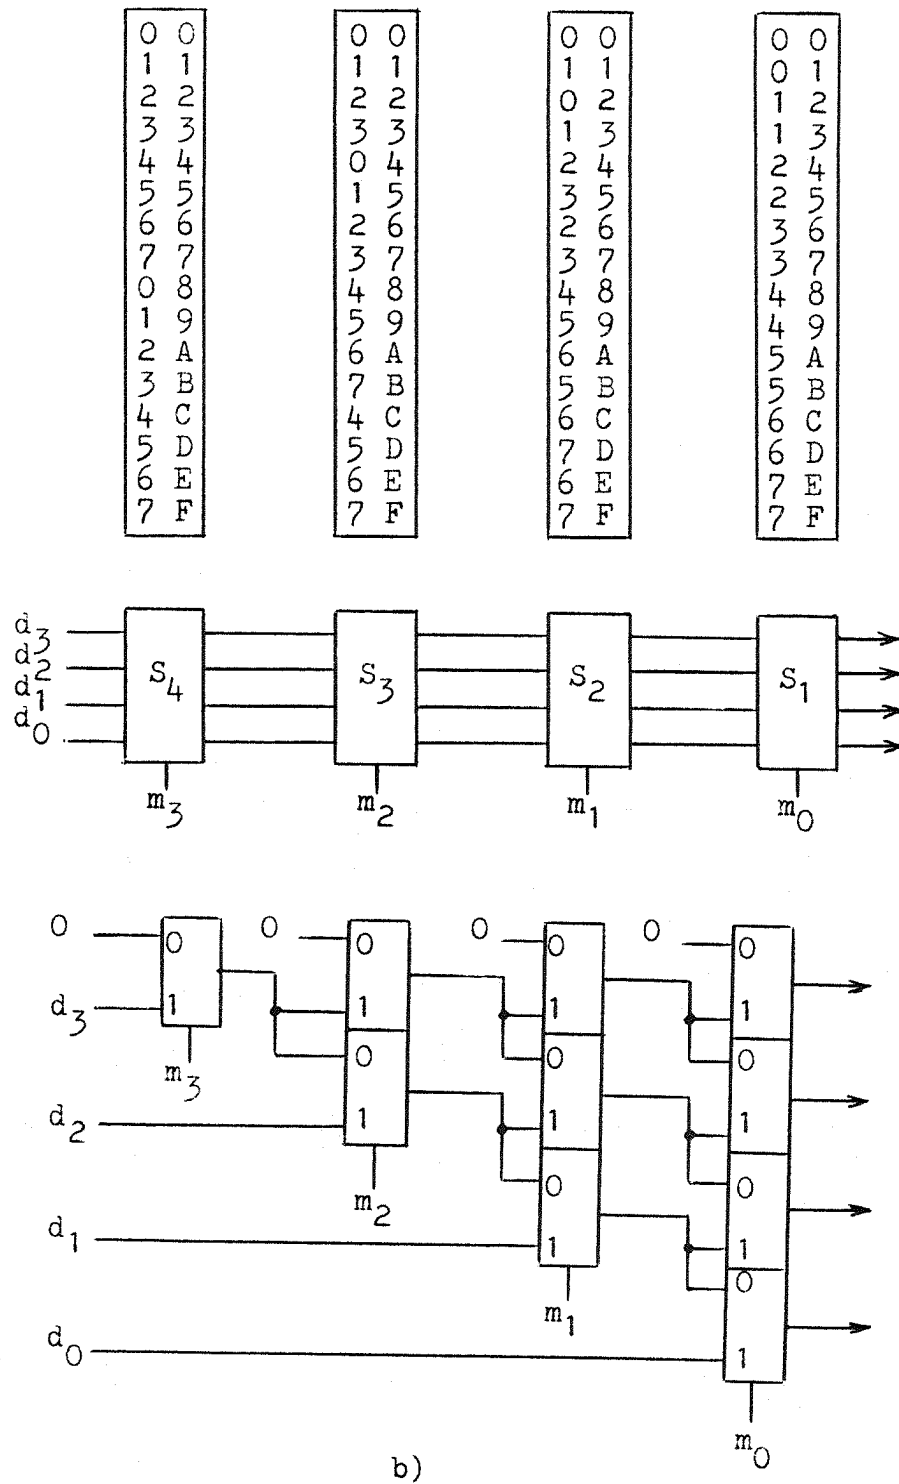 0 0 0 0 0 0 0 0
1 1 1 1 1 1 0 1
2 2 2 2 0 2 1 2
3 3 3 3 1 3 1 3
4 4 0 4 2 4 2 4
5 5 1 5 3 5 2 5
6 6 2 6 2 6 3 6
7 7 3 7 3 7 3 7
0 8 4 8 4 8 4 8
1 9 5 9 5 9 4 9
2 A 6 A 6 A 5 A
3 B 7 B 5 B 5 B
4 C 4 C 6 C 6 C
5 D 5 D 7 D 6 D
6 E 6 E 6 E 7 E
7 F 7 F 7 F 7 F
d3
d2
d1
d0
S4 S3 S2 S1
m3 m2 m1 m0
0 0 0 0 0 0 0 0
d3 1 1 1 1
m3 0 0 0
d2 1 1 1
m2 0 0
d1 1 1
m1 0
d0 1
m0
b)